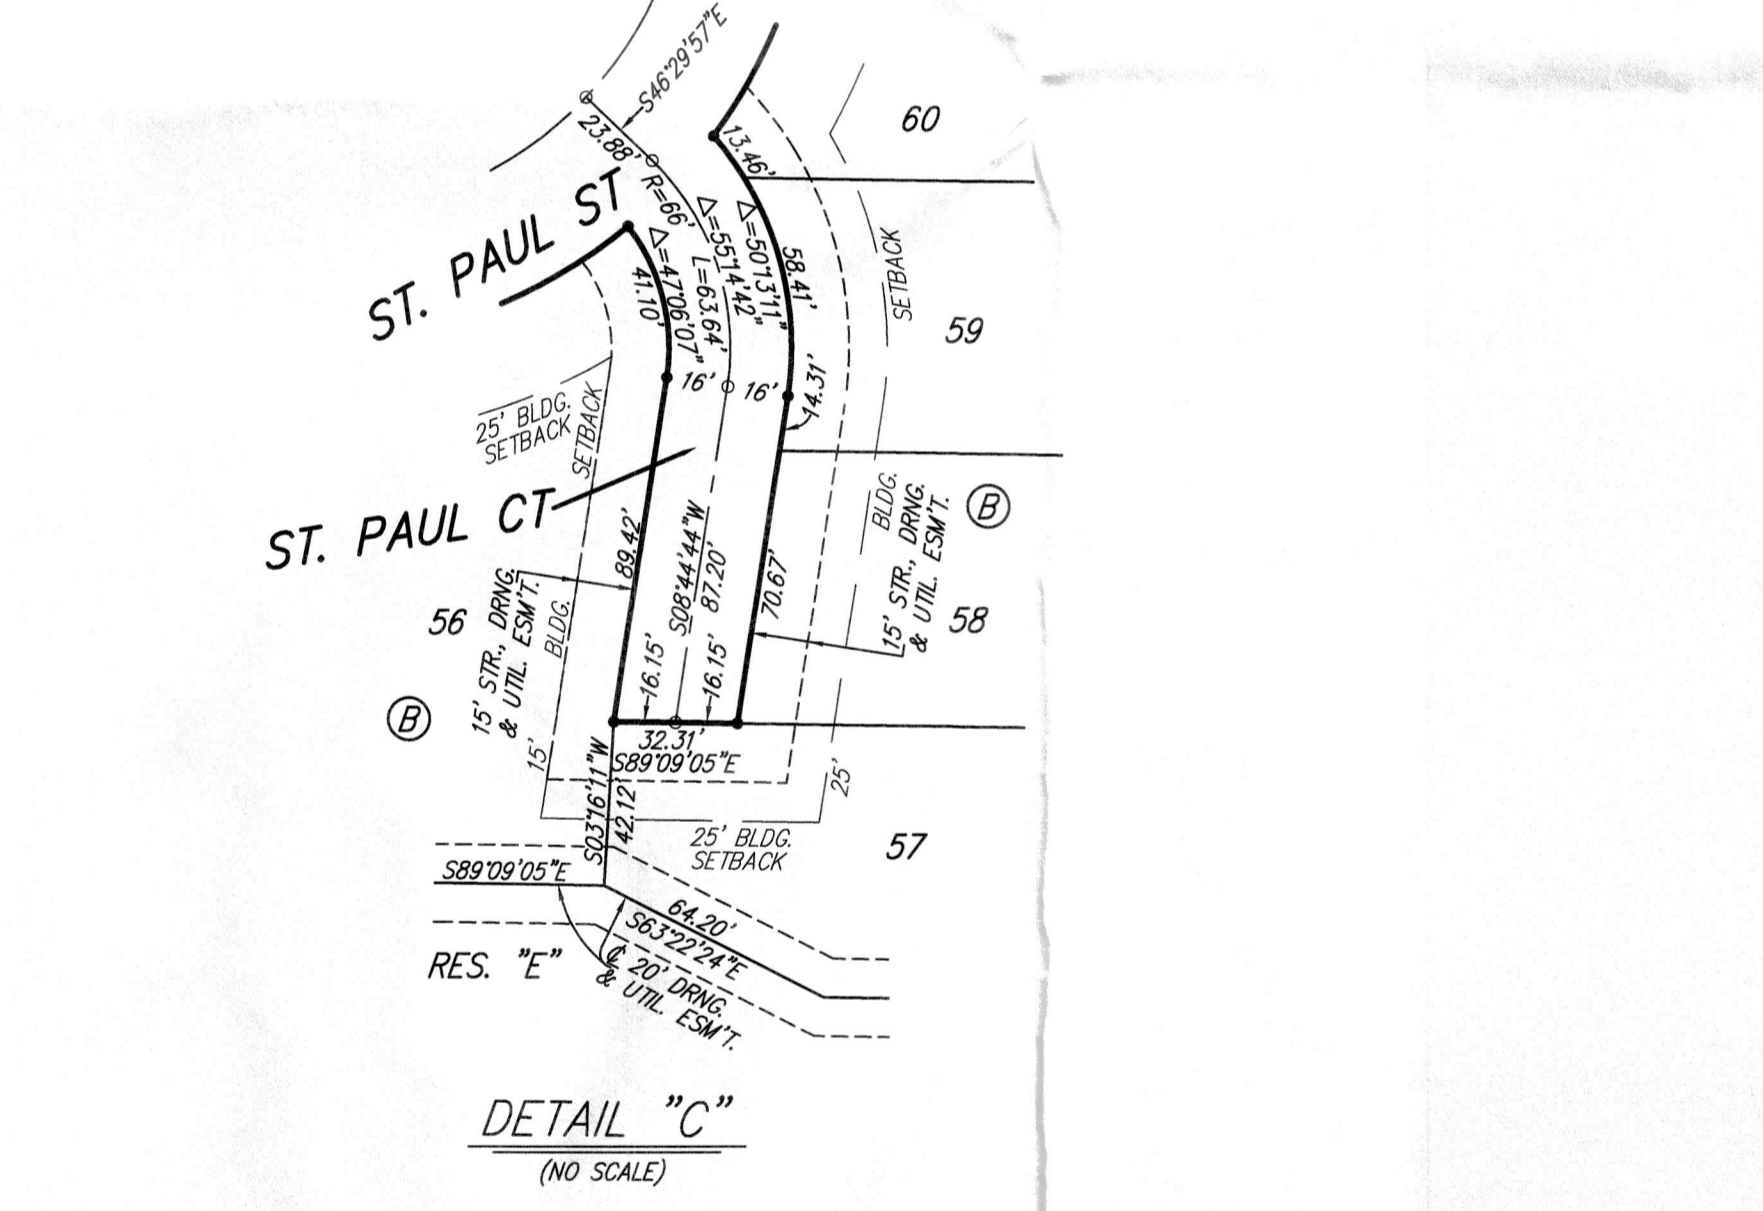 S46°29'57"E
23.88'
60
13.46'
R=66'
ST. PAUL ST
Δ=55°14'42"
L=63.64'
Δ=50°13'11"
58.41'
Δ=47°06'07"
41.10'
SETBACK
59
16'
16'
14.31'
25' BLDG.
SETBACK
SETBACK
ST. PAUL CT
BLDG.
15' STR., DRNG.
& UTIL. ESM'T.
B
89.42'
S08°44'44"W
87.20'
70.67'
56
15' STR., DRNG.
& UTIL. ESM'T.
BLDG.
58
16.15'
16.15'
B
32.31'
S89°09'05"E
15'
25'
S03°16'11"W
42.12'
25' BLDG.
SETBACK
57
S89°09'05"E
64.20'
S63°22'24"E
RES. "E"
℄ 20' DRNG.
& UTIL. ESM'T.
DETAIL "C"
(NO SCALE)